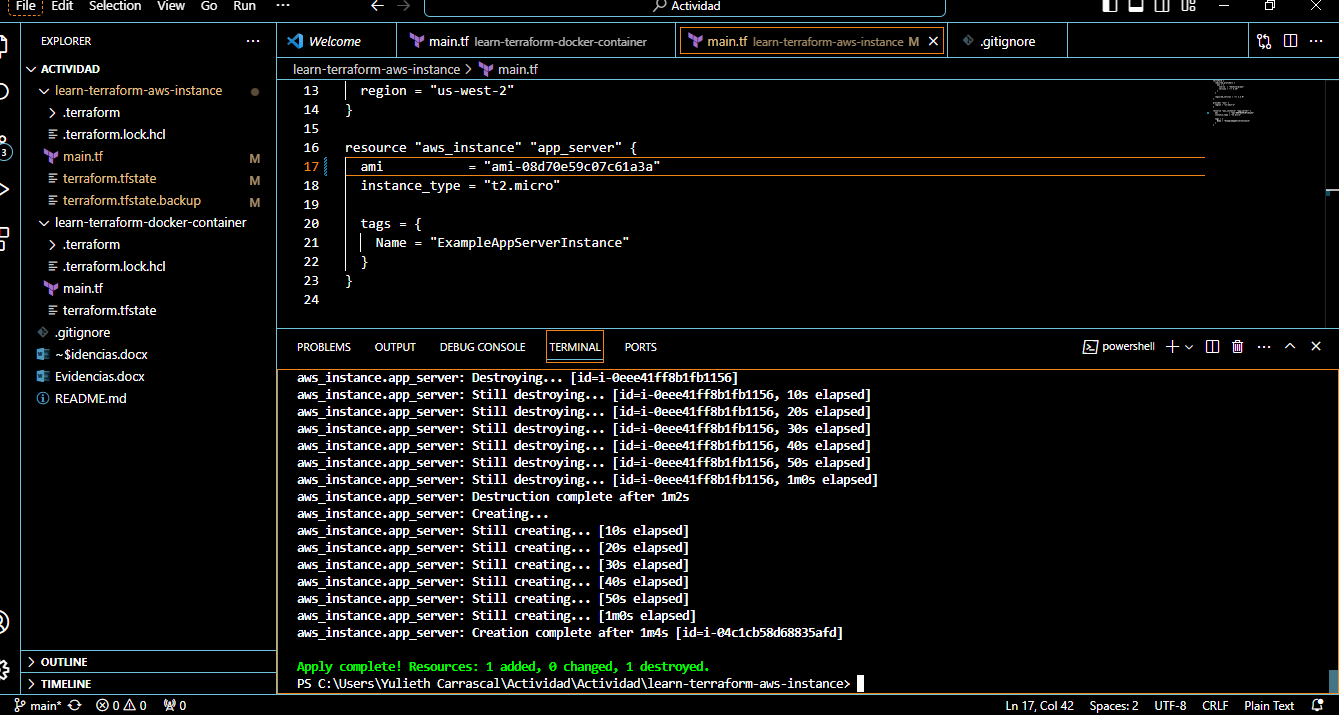 File Edit Selection View Go Run ··· Actividad
EXPLORER ···
ACTIVIDAD
learn-terraform-aws-instance
.terraform
.terraform.lock.hcl
main.tf M
terraform.tfstate M
terraform.tfstate.backup M
learn-terraform-docker-container
.terraform
.terraform.lock.hcl
main.tf
terraform.tfstate
.gitignore
~$idencias.docx
Evidencias.docx
README.md
OUTLINE
TIMELINE
3
Welcome main.tf learn-terraform-docker-container main.tf learn-terraform-aws-instance M .gitignore
learn-terraform-aws-instance > main.tf
13 region = "us-west-2"
14 }
15
16 resource "aws_instance" "app_server" {
17 ami = "ami-08d70e59c07c61a3a"
18 instance_type = "t2.micro"
19
20 tags = {
21 Name = "ExampleAppServerInstance"
22 }
23 }
24
PROBLEMS OUTPUT DEBUG CONSOLE TERMINAL PORTS powershell
aws_instance.app_server: Destroying... [id=i-0eee41ff8b1fb1156]
aws_instance.app_server: Still destroying... [id=i-0eee41ff8b1fb1156, 10s elapsed]
aws_instance.app_server: Still destroying... [id=i-0eee41ff8b1fb1156, 20s elapsed]
aws_instance.app_server: Still destroying... [id=i-0eee41ff8b1fb1156, 30s elapsed]
aws_instance.app_server: Still destroying... [id=i-0eee41ff8b1fb1156, 40s elapsed]
aws_instance.app_server: Still destroying... [id=i-0eee41ff8b1fb1156, 50s elapsed]
aws_instance.app_server: Still destroying... [id=i-0eee41ff8b1fb1156, 1m0s elapsed]
aws_instance.app_server: Destruction complete after 1m2s
aws_instance.app_server: Creating...
aws_instance.app_server: Still creating... [10s elapsed]
aws_instance.app_server: Still creating... [20s elapsed]
aws_instance.app_server: Still creating... [30s elapsed]
aws_instance.app_server: Still creating... [40s elapsed]
aws_instance.app_server: Still creating... [50s elapsed]
aws_instance.app_server: Still creating... [1m0s elapsed]
aws_instance.app_server: Creation complete after 1m4s [id=i-04c1cb58d68835afd]
Apply complete! Resources: 1 added, 0 changed, 1 destroyed.
PS C:\Users\Yulieth Carrascal\Actividad\Actividad\learn-terraform-aws-instance>
main* 0 0 0 Ln 17, Col 42 Spaces: 2 UTF-8 CRLF Plain Text